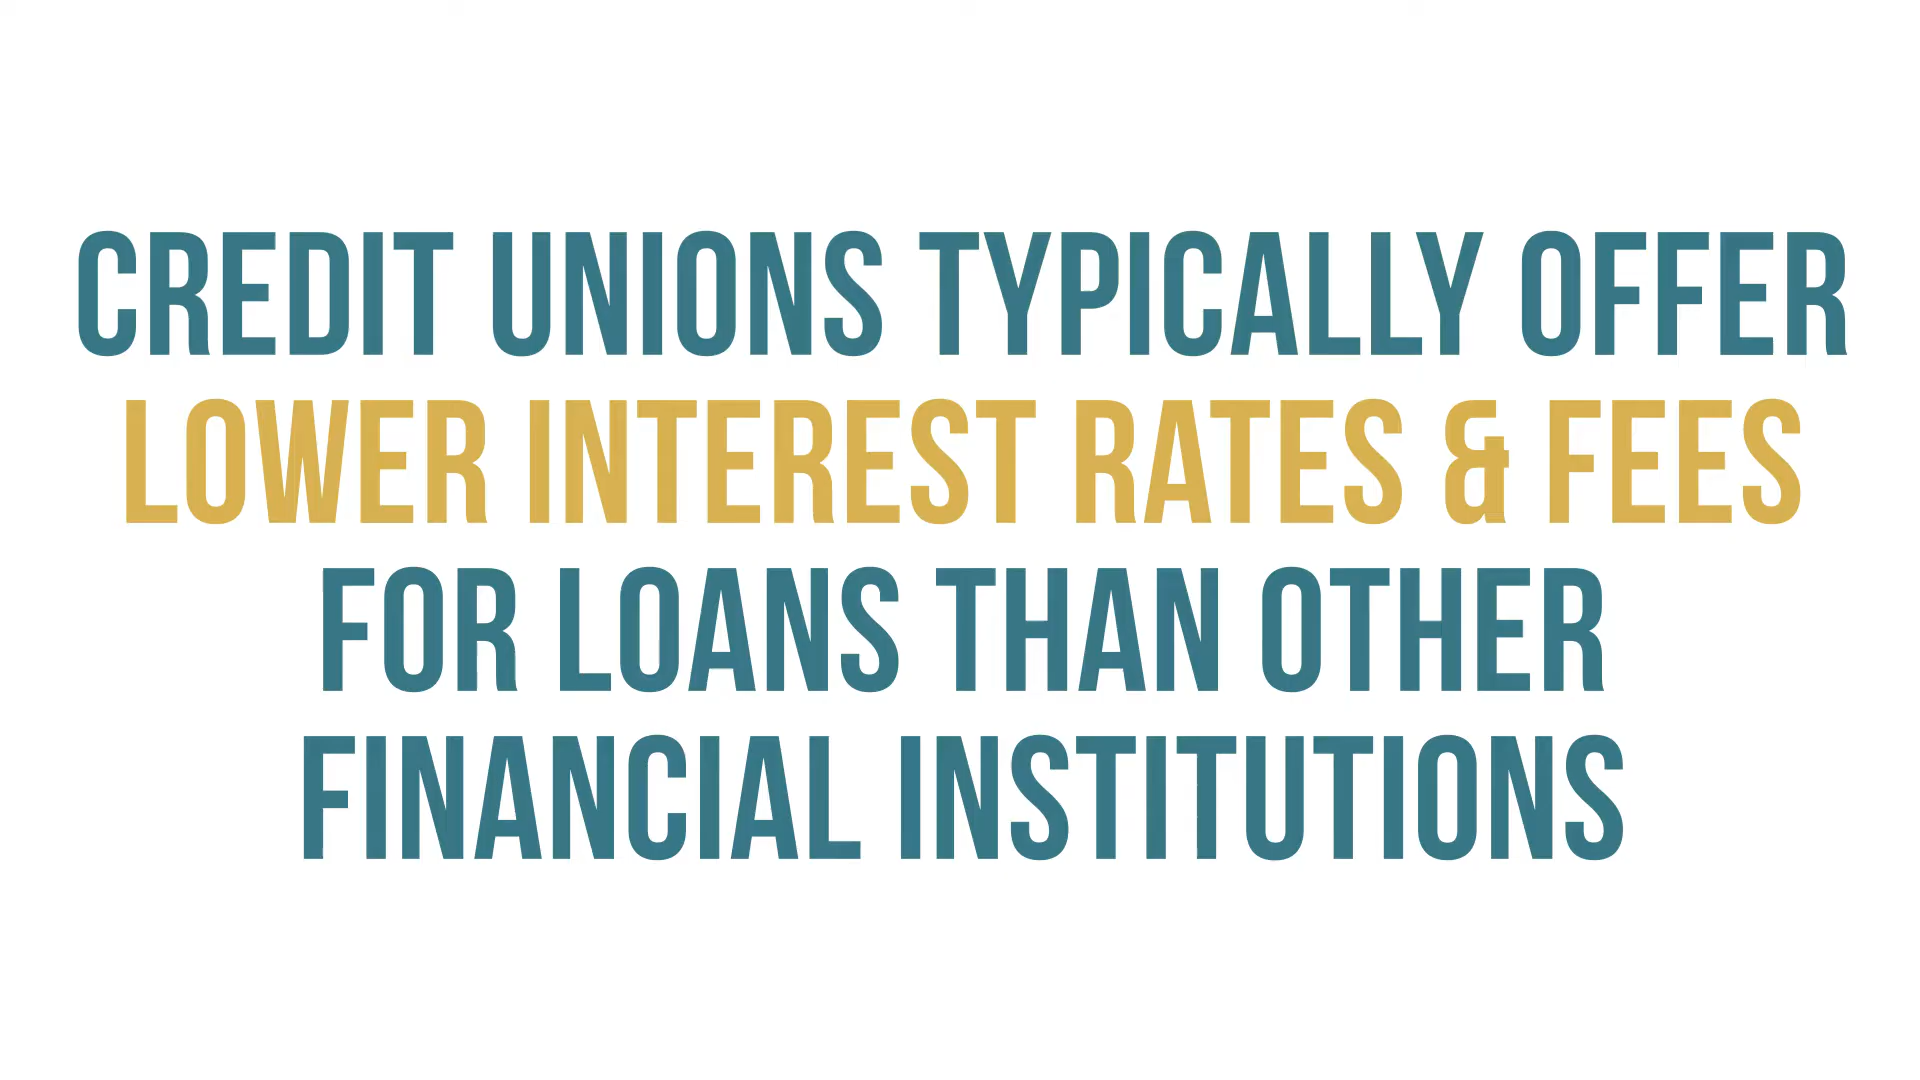 CREDIT UNIONS TYPICALLY OFFER
LOWER INTEREST RATES & FEES
FOR LOANS THAN OTHER
FINANCIAL INSTITUTIONS